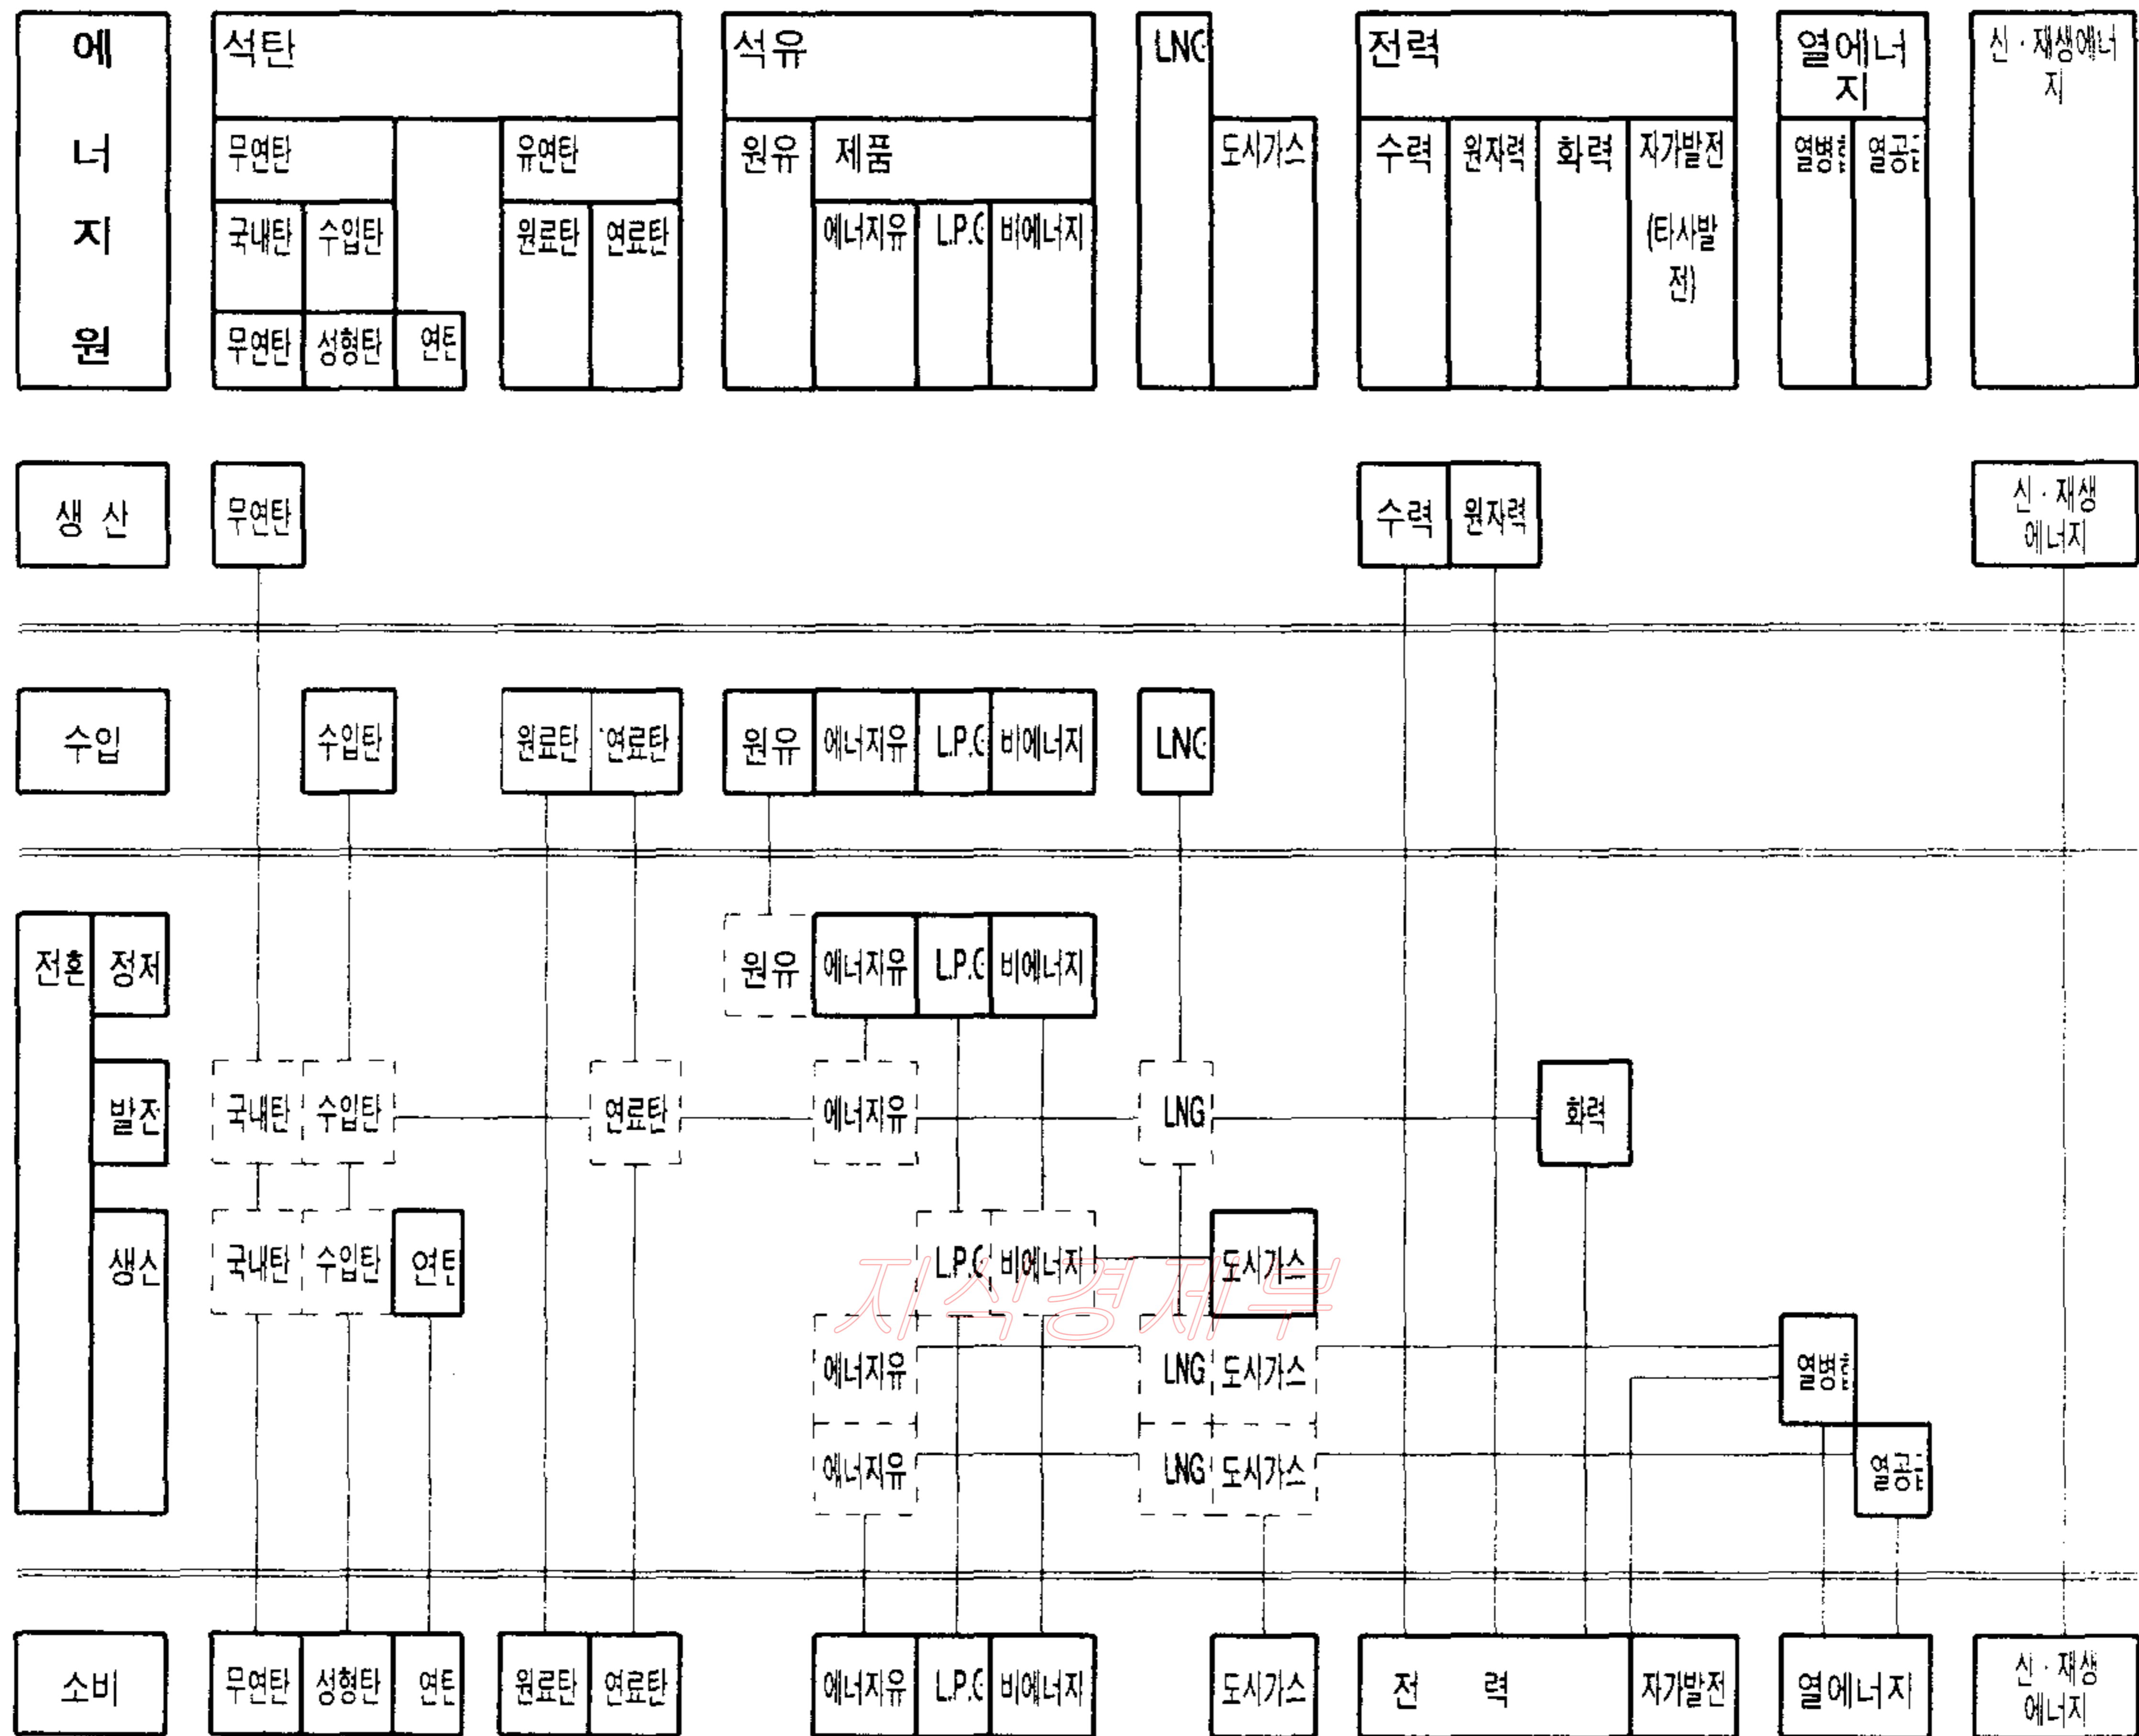 에 너 지 원
석탄 석유 LNG 전력 열에너지 신·재생에너지
무연탄 유연탄 원유 제품 도시가스 수력 원자력 화력 자가발전 열병 열공
국내탄 수입탄 원료탄 연료탄 에너지유 L.P.G 비에너지 (타사발전)
무연탄 성형탄 연탄
생 산 무연탄 수력 원자력 신·재생 에너지
수입 수입탄 원료탄 연료탄 원유 에너지유 L.P.G 비에너지 LNG
전환 정제 원유 에너지유 L.P.G 비에너지
발전 국내탄 수입탄 연료탄 에너지유 LNG 화력
생산 국내탄 수입탄 연탄 L.P.G 비에너지 도시가스
지식경제부
에너지유 LNG 도시가스 열병
에너지유 LNG 도시가스 열공
소비 무연탄 성형탄 연탄 원료탄 연료탄 에너지유 L.P.G 비에너지 도시가스 전 력 자가발전 열에너지 신·재생 에너지